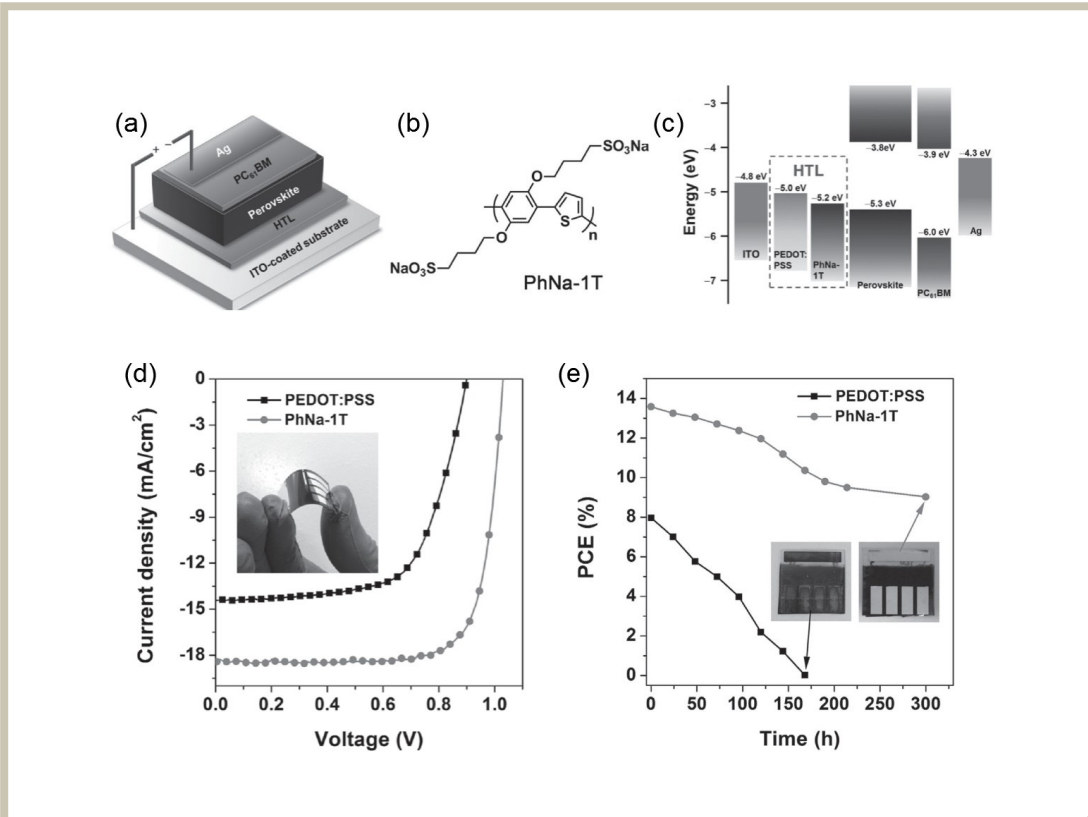 (a)
+ ~
Ag
PC₆₁BM
Perovskite
HTL
ITO-coated substrate
(b)
SO₃Na
O
S
n
O
NaO₃S
PhNa-1T
(c)
Energy (eV)
–3
–4
–5
–6
–7
–3.8eV
–3.9 eV
–4.3 eV
HTL
–4.8 eV
–5.0 eV
–5.2 eV
–5.3 eV
–6.0 eV
ITO
PEDOT:
PSS
PhNa-
1T
Perovskite
PC₆₁BM
Ag
(d)
Current density (mA/cm²)
0
-3
-6
-9
-12
-15
-18
PEDOT:PSS
PhNa-1T
0.0 0.2 0.4 0.6 0.8 1.0
Voltage (V)
(e)
PCE (%)
14
12
10
8
6
4
2
0
PEDOT:PSS
PhNa-1T
0 50 100 150 200 250 300
Time (h)